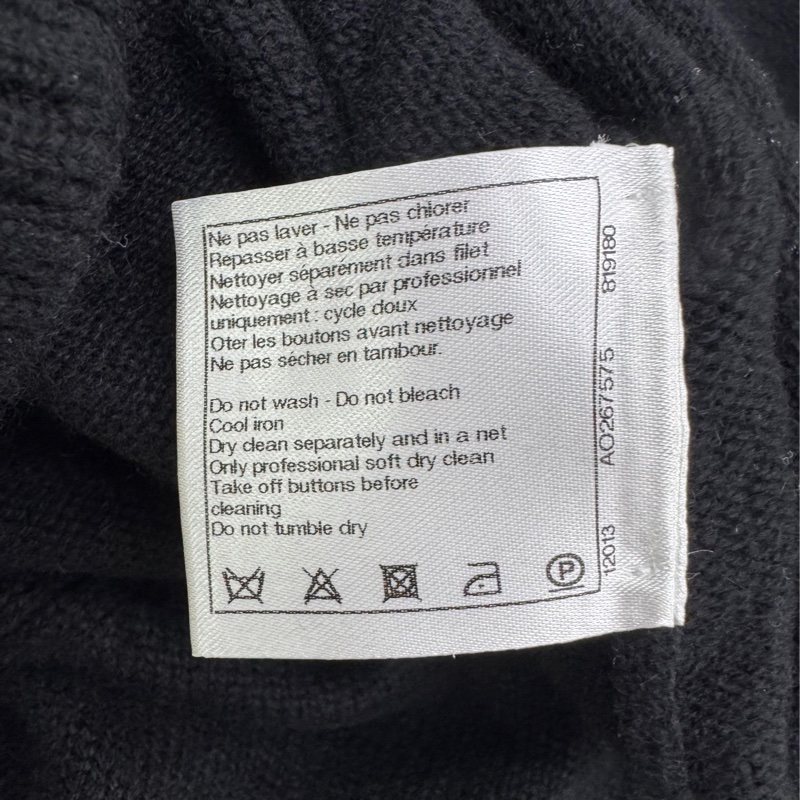 Ne pas laver - Ne pas chlorer
Repasser à basse température
Nettoyer séparément dans filet
Nettoyage à sec par professionnel
uniquement : cycle doux
Oter les boutons avant nettoyage
Ne pas sécher en tambour.
Do not wash - Do not bleach
Cool iron
Dry clean separately and in a net
Only professional soft dry clean
Take off buttons before
cleaning
Do not tumble dry
P
12013 AO267575 819180